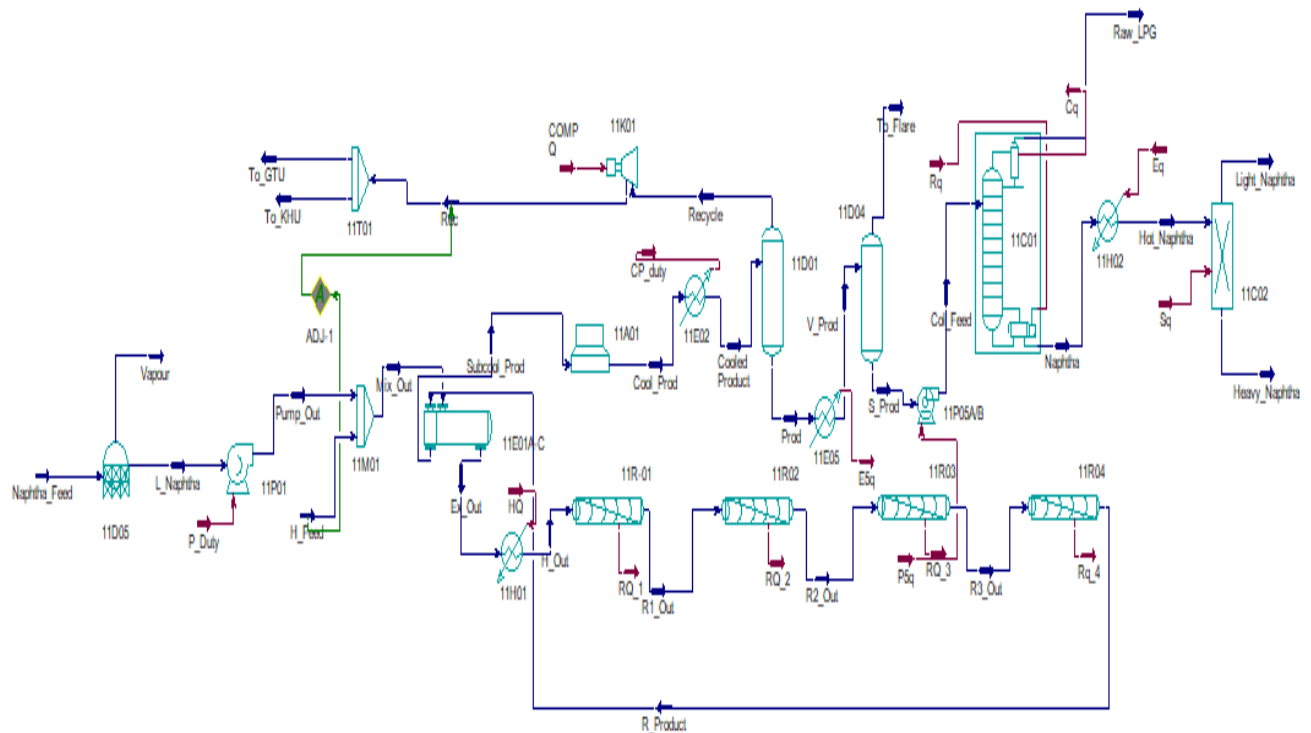 Raw_LPG
Cq
To_Flare
COMP
Q
11K01
To_GTU
To_KHU
11T01
Rec
Recycle
11D04
Rq
Eq
Light_Naphtha
11C01
Hot_Naphtha
11H02
11D01
CP_duty
V_Prod
Col_Feed
11C02
Sq
A
ADJ-1
11A01
11E02
Subcool_Prod
Cool_Prod
Cooled
Product
Naphtha
Heavy_Naphtha
Vapour
Mix_Out
Pump_Out
S_Prod
11P05A/B
Prod
11E05
11E01A-C
11M01
Naphtha_Feed
L_Naphtha
11P01
11D05
P_Duty
H_Feed
Ex_Out
HQ
11R-01
11R02
11R03
11R04
E5q
H_Out
11H01
RQ_1
R1_Out
RQ_2
R2_Out
P5q
RQ_3
R3_Out
Rq_4
R_Product